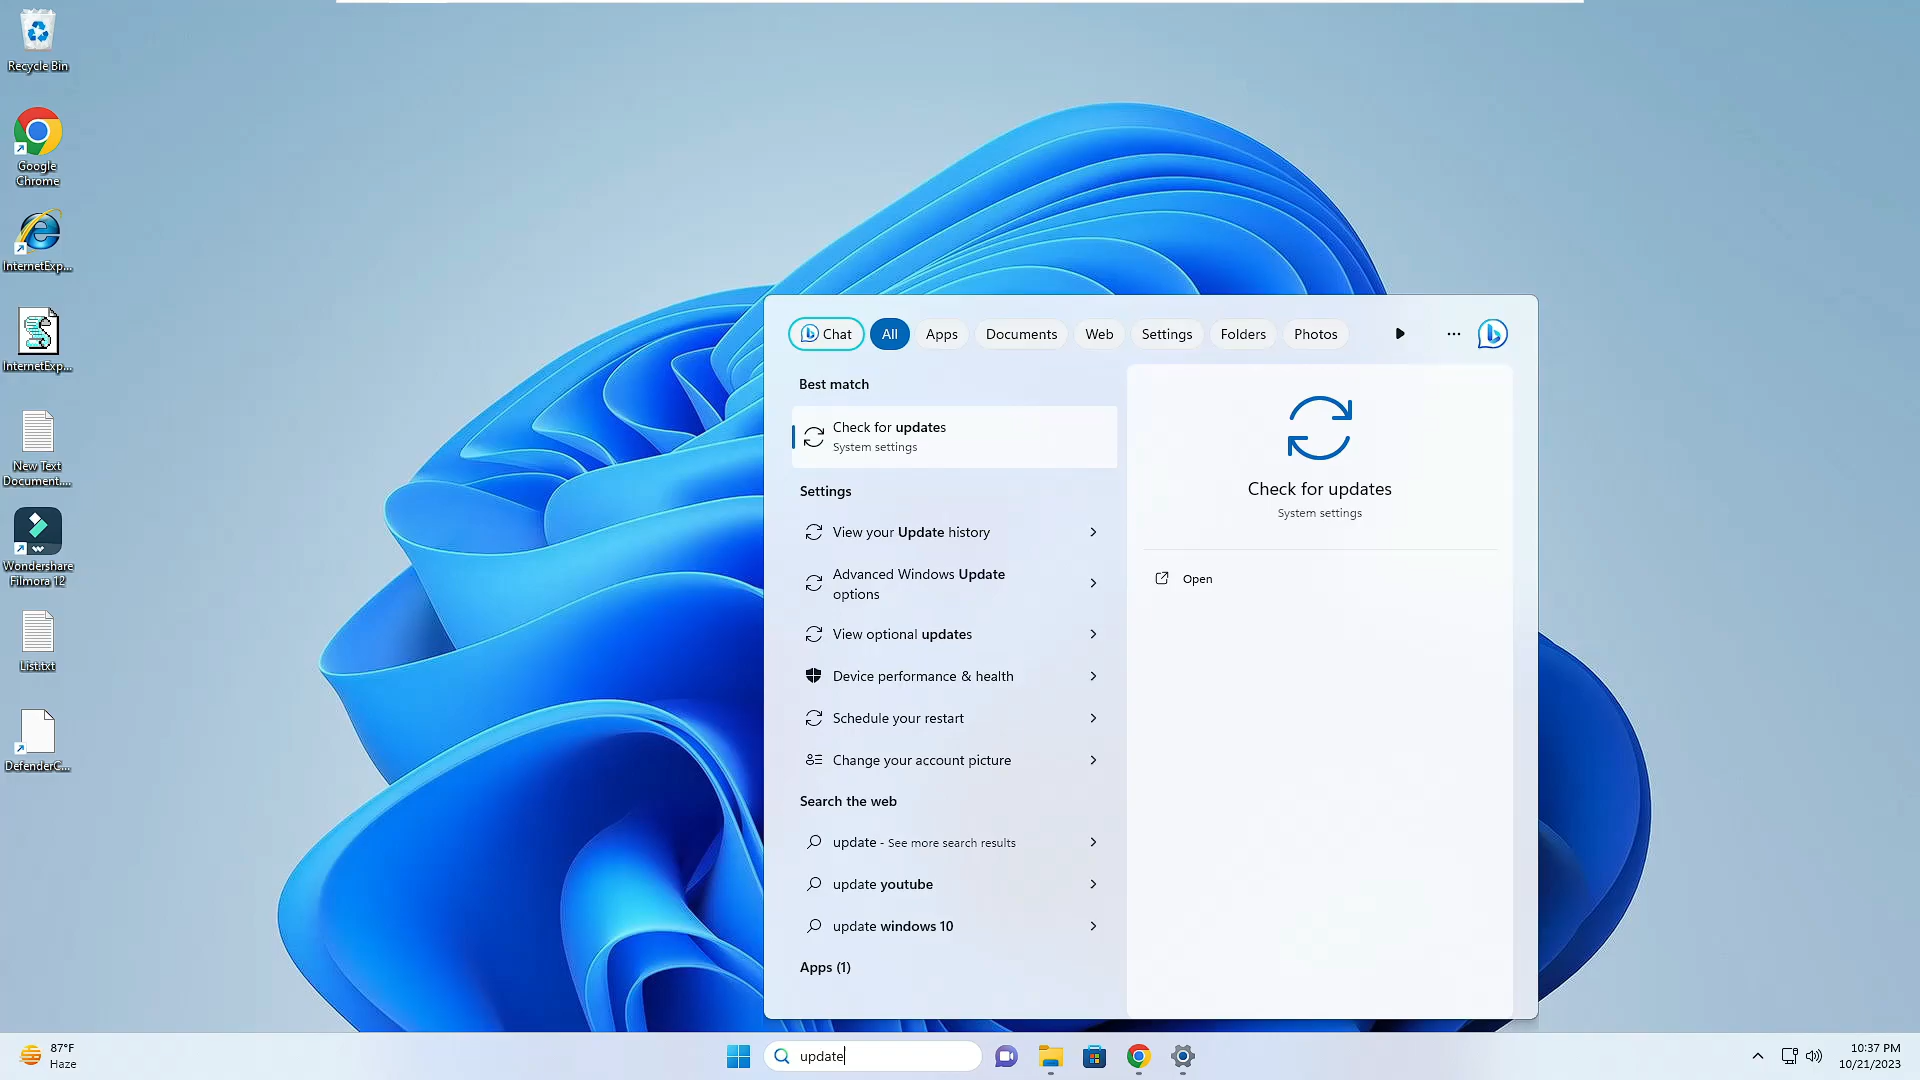 Recycle Bin
Google
Chrome
InternetExp...
InternetExp...
New Text
Document....
Wondershare
Filmora 12
Listitxt
DefenderC...
Chat
All
Apps
Documents
Web
Settings
Folders
Photos
Best match
Check for updates
System settings
Settings
View your Update history
Advanced Windows Update
options
View optional updates
Device performance & health
Schedule your restart
Change your account picture
Search the web
update - See more search results
update youtube
update windows 10
Apps (1)
Check for updates
System settings
Open
87°F
Haze
update
10:37 PM
10/21/2023